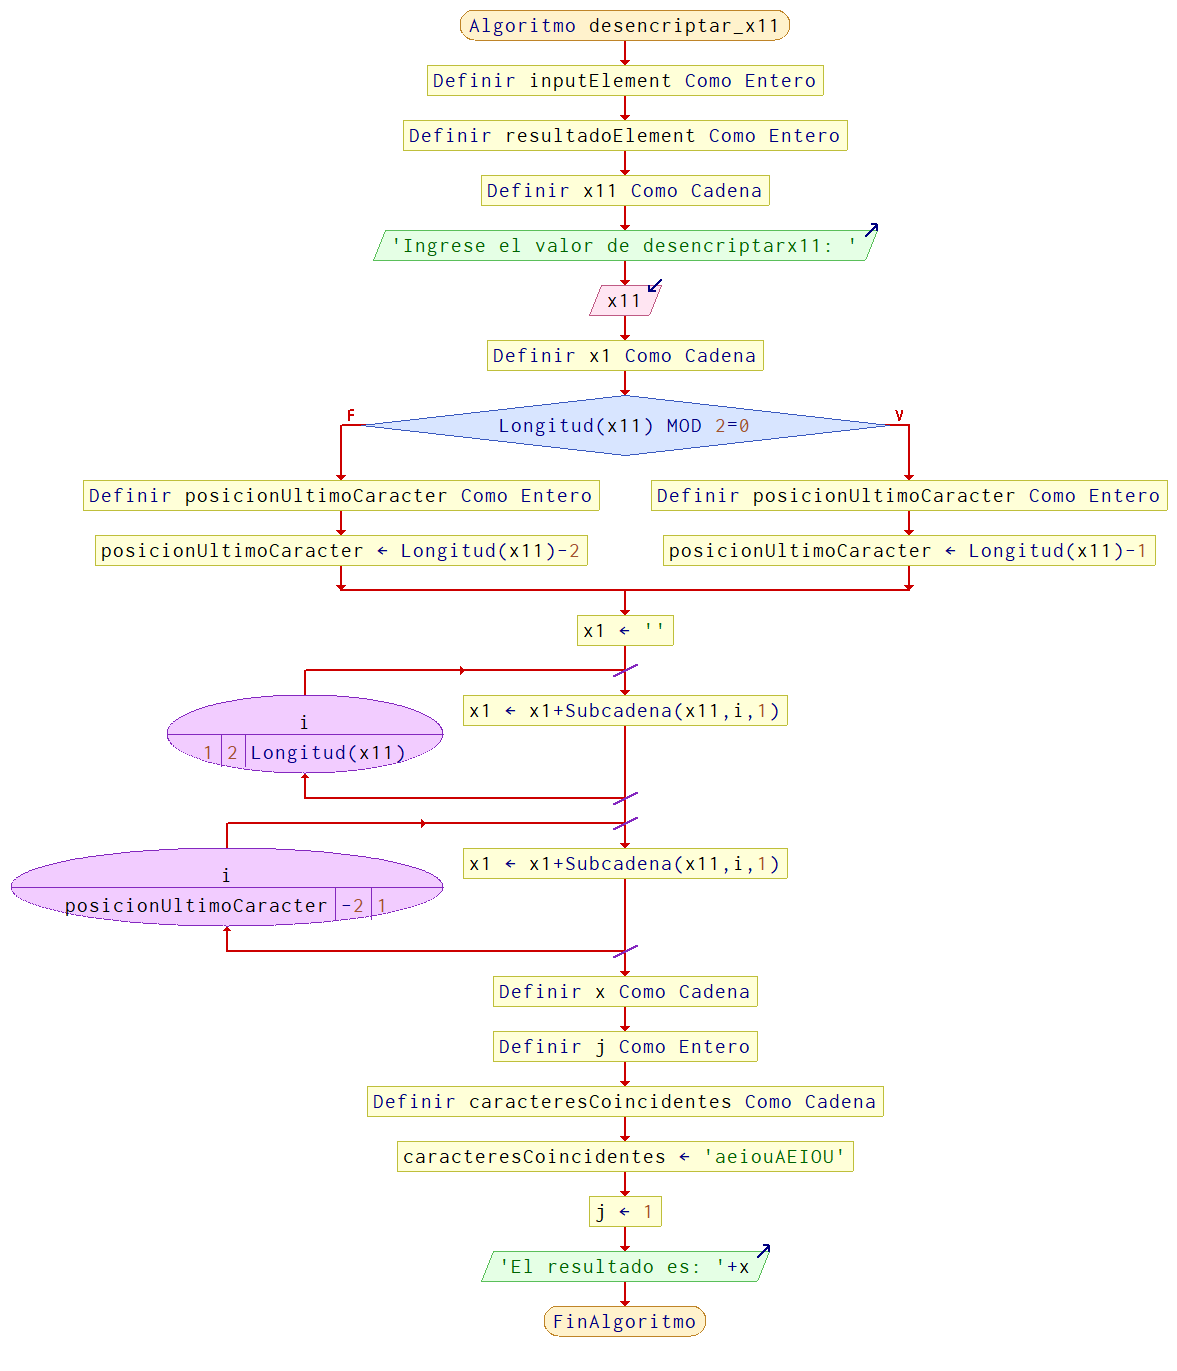 Algoritmo desencriptar_x11
Definir inputElement Como Entero
Definir resultadoElement Como Entero
Definir x11 Como Cadena
'Ingrese el valor de desencriptarx11: '
x11
Definir x1 Como Cadena
F
V
Longitud(x11) MOD 2=0
Definir posicionUltimoCaracter Como Entero
Definir posicionUltimoCaracter Como Entero
posicionUltimoCaracter ← Longitud(x11)-2
posicionUltimoCaracter ← Longitud(x11)-1
x1 ← ''
x1 ← x1+Subcadena(x11,i,1)
i
1 2 Longitud(x11)
x1 ← x1+Subcadena(x11,i,1)
i
posicionUltimoCaracter -2 1
Definir x Como Cadena
Definir j Como Entero
Definir caracteresCoincidentes Como Cadena
caracteresCoincidentes ← 'aeiouAEIOU'
j ← 1
'El resultado es: '+x
FinAlgoritmo